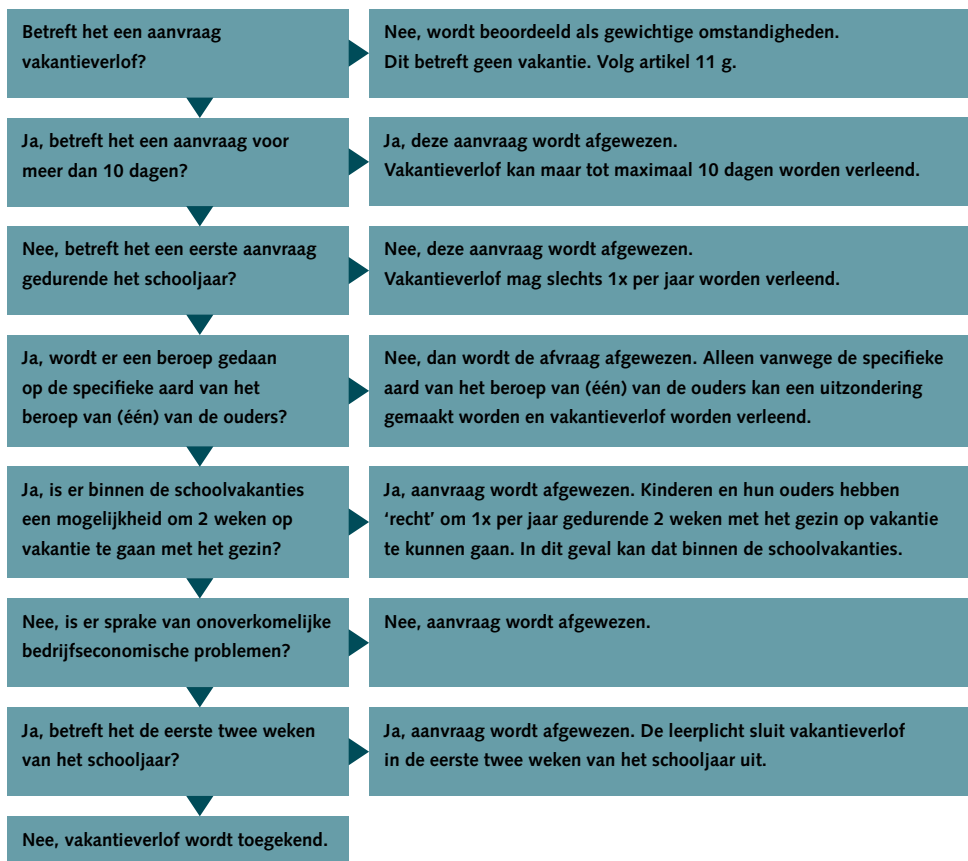 Betreft het een aanvraag
vakantieverlof?
Nee, wordt beoordeeld als gewichtige omstandigheden.
Dit betreft geen vakantie. Volg artikel 11 g.
Ja, betreft het een aanvraag voor
meer dan 10 dagen?
Ja, deze aanvraag wordt afgewezen.
Vakantieverlof kan maar tot maximaal 10 dagen worden verleend.
Nee, betreft het een eerste aanvraag
gedurende het schooljaar?
Nee, deze aanvraag wordt afgewezen.
Vakantieverlof mag slechts 1x per jaar worden verleend.
Ja, wordt er een beroep gedaan
op de specifieke aard van het
beroep van (één) van de ouders?
Nee, dan wordt de afvraag afgewezen. Alleen vanwege de specifieke
aard van het beroep van (één) van de ouders kan een uitzondering
gemaakt worden en vakantieverlof worden verleend.
Ja, is er binnen de schoolvakanties
een mogelijkheid om 2 weken op
vakantie te gaan met het gezin?
Ja, aanvraag wordt afgewezen. Kinderen en hun ouders hebben
‘recht’ om 1x per jaar gedurende 2 weken met het gezin op vakantie
te kunnen gaan. In dit geval kan dat binnen de schoolvakanties.
Nee, is er sprake van onoverkomelijke
bedrijfseconomische problemen?
Nee, aanvraag wordt afgewezen.
Ja, betreft het de eerste twee weken
van het schooljaar?
Ja, aanvraag wordt afgewezen. De leerplicht sluit vakantieverlof
in de eerste twee weken van het schooljaar uit.
Nee, vakantieverlof wordt toegekend.